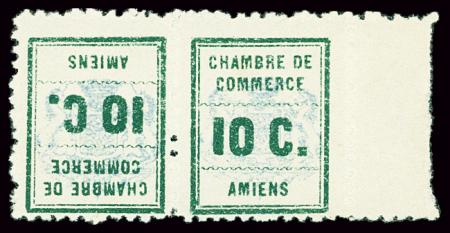 CHAMBRE DE
COMMERCE
10 C.
AMIENS
CHAMBRE DE
COMMERCE
10 C.
AMIENS